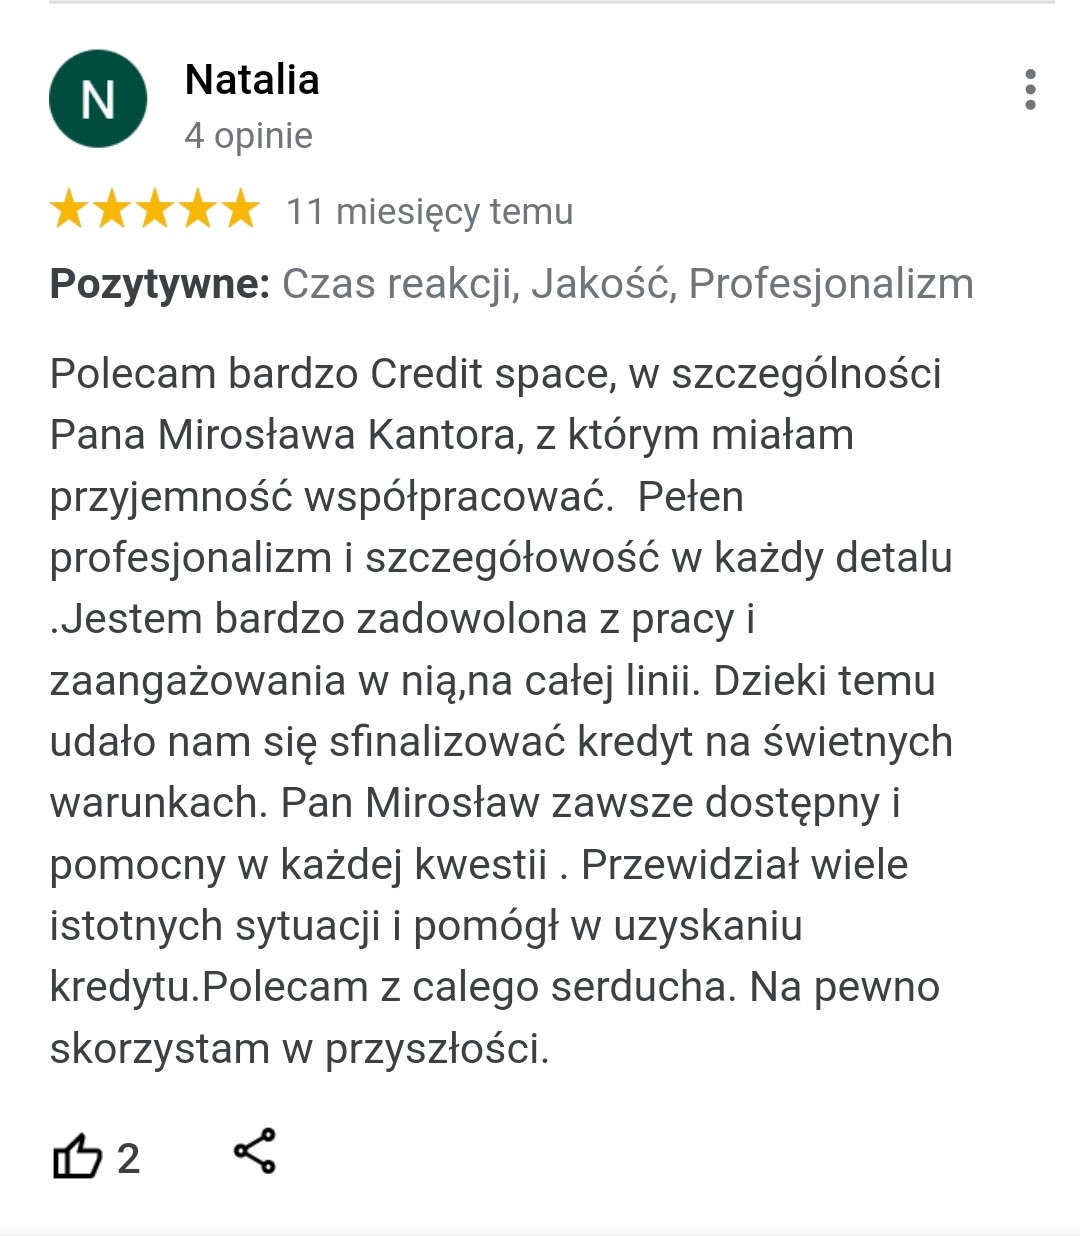 N
Natalia
4 opinie
11 miesięcy temu
Pozytywne: Czas reakcji, Jakość, Profesjonalizm
Polecam bardzo Credit space, w szczególności
Pana Mirosława Kantora, z którym miałam
przyjemność współpracować.  Pełen
profesjonalizm i szczegółowość w każdy detalu
.Jestem bardzo zadowolona z pracy i
zaangażowania w nią,na całej linii. Dzieki temu
udało nam się sfinalizować kredyt na świetnych
warunkach. Pan Mirosław zawsze dostępny i
pomocny w każdej kwestii . Przewidział wiele
istotnych sytuacji i pomógł w uzyskaniu
kredytu.Polecam z calego serducha. Na pewno
skorzystam w przyszłości.
2